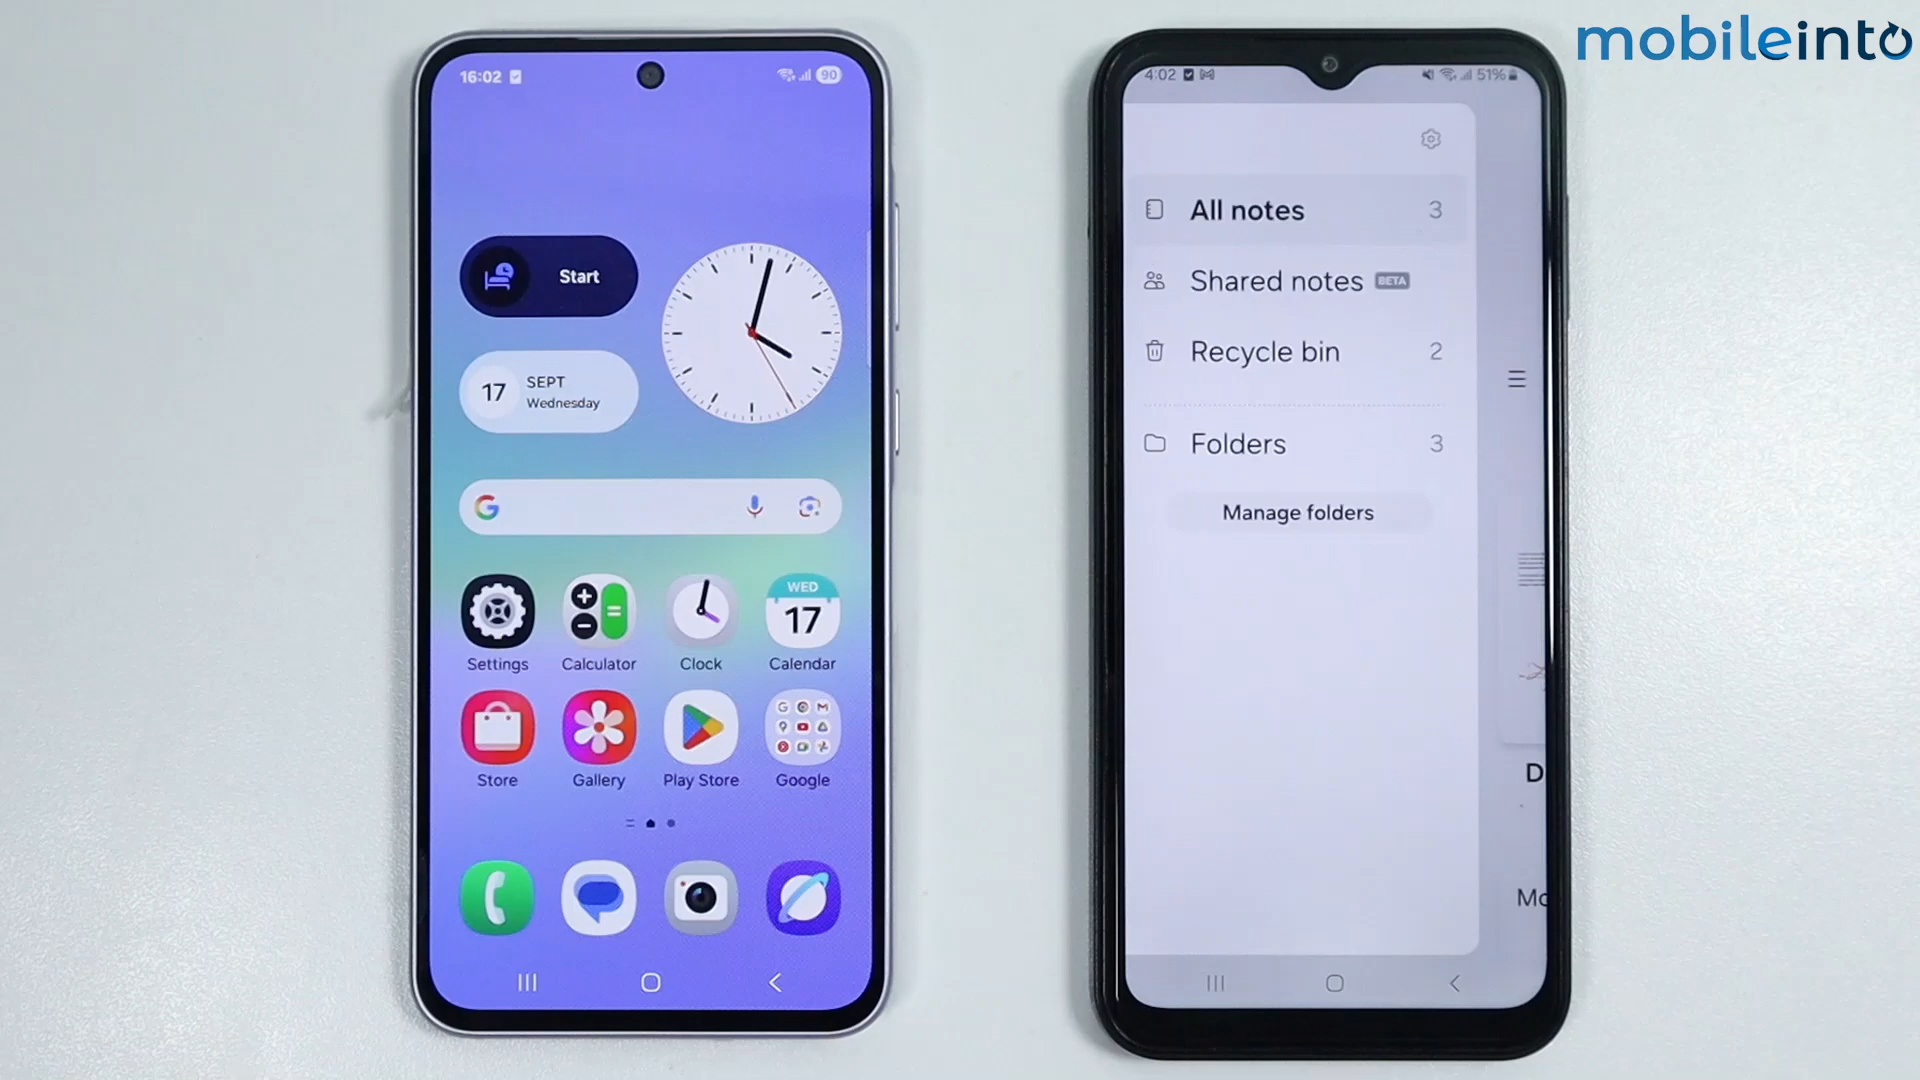 mobileinto
16:02
90
Start
17
SEPT
Wednesday
WED
17
Settings
Calculator
Clock
Calendar
Store
Gallery
Play Store
Google
4:02
51%
All notes
3
Shared notes BETA
Recycle bin
2
Folders
3
Manage folders
D
Mo